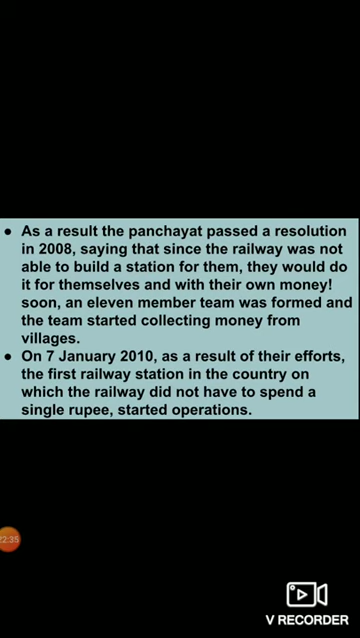 ● As a result the panchayat passed a resolution
in 2008, saying that since the railway was not
able to build a station for them, they would do
it for themselves and with their own money!
soon, an eleven member team was formed and
the team started collecting money from
villages.
● On 7 January 2010, as a result of their efforts,
the first railway station in the country on
which the railway did not have to spend a
single rupee, started operations.
22:35
V RECORDER